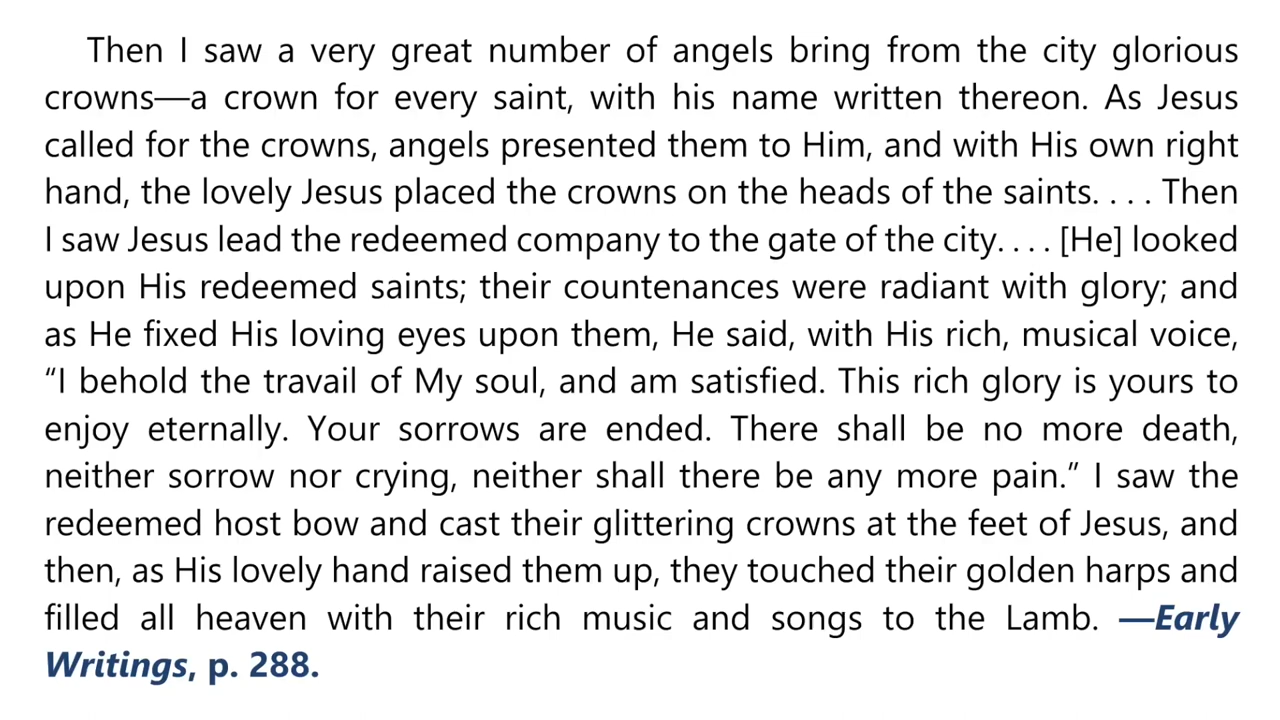 Then I saw a very great number of angels bring from the city glorious
crowns—a crown for every saint, with his name written thereon. As Jesus
called for the crowns, angels presented them to Him, and with His own right
hand, the lovely Jesus placed the crowns on the heads of the saints. . . . Then
I saw Jesus lead the redeemed company to the gate of the city. . . . [He] looked
upon His redeemed saints; their countenances were radiant with glory; and
as He fixed His loving eyes upon them, He said, with His rich, musical voice,
“I behold the travail of My soul, and am satisfied. This rich glory is yours to
enjoy eternally. Your sorrows are ended. There shall be no more death,
neither sorrow nor crying, neither shall there be any more pain.” I saw the
redeemed host bow and cast their glittering crowns at the feet of Jesus, and
then, as His lovely hand raised them up, they touched their golden harps and
filled all heaven with their rich music and songs to the Lamb. —Early
Writings, p. 288.